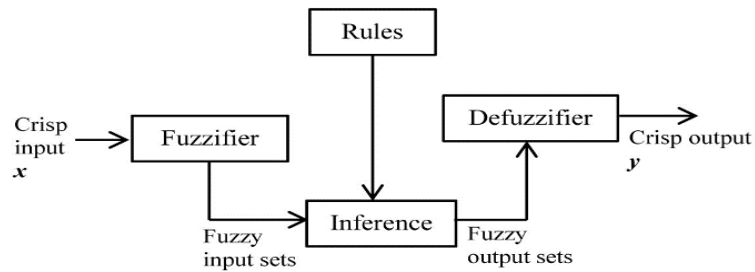 Rules
Crisp
input
x
Fuzzifier
Defuzzifier
Crisp output
y
Inference
Fuzzy
input sets
Fuzzy
output sets